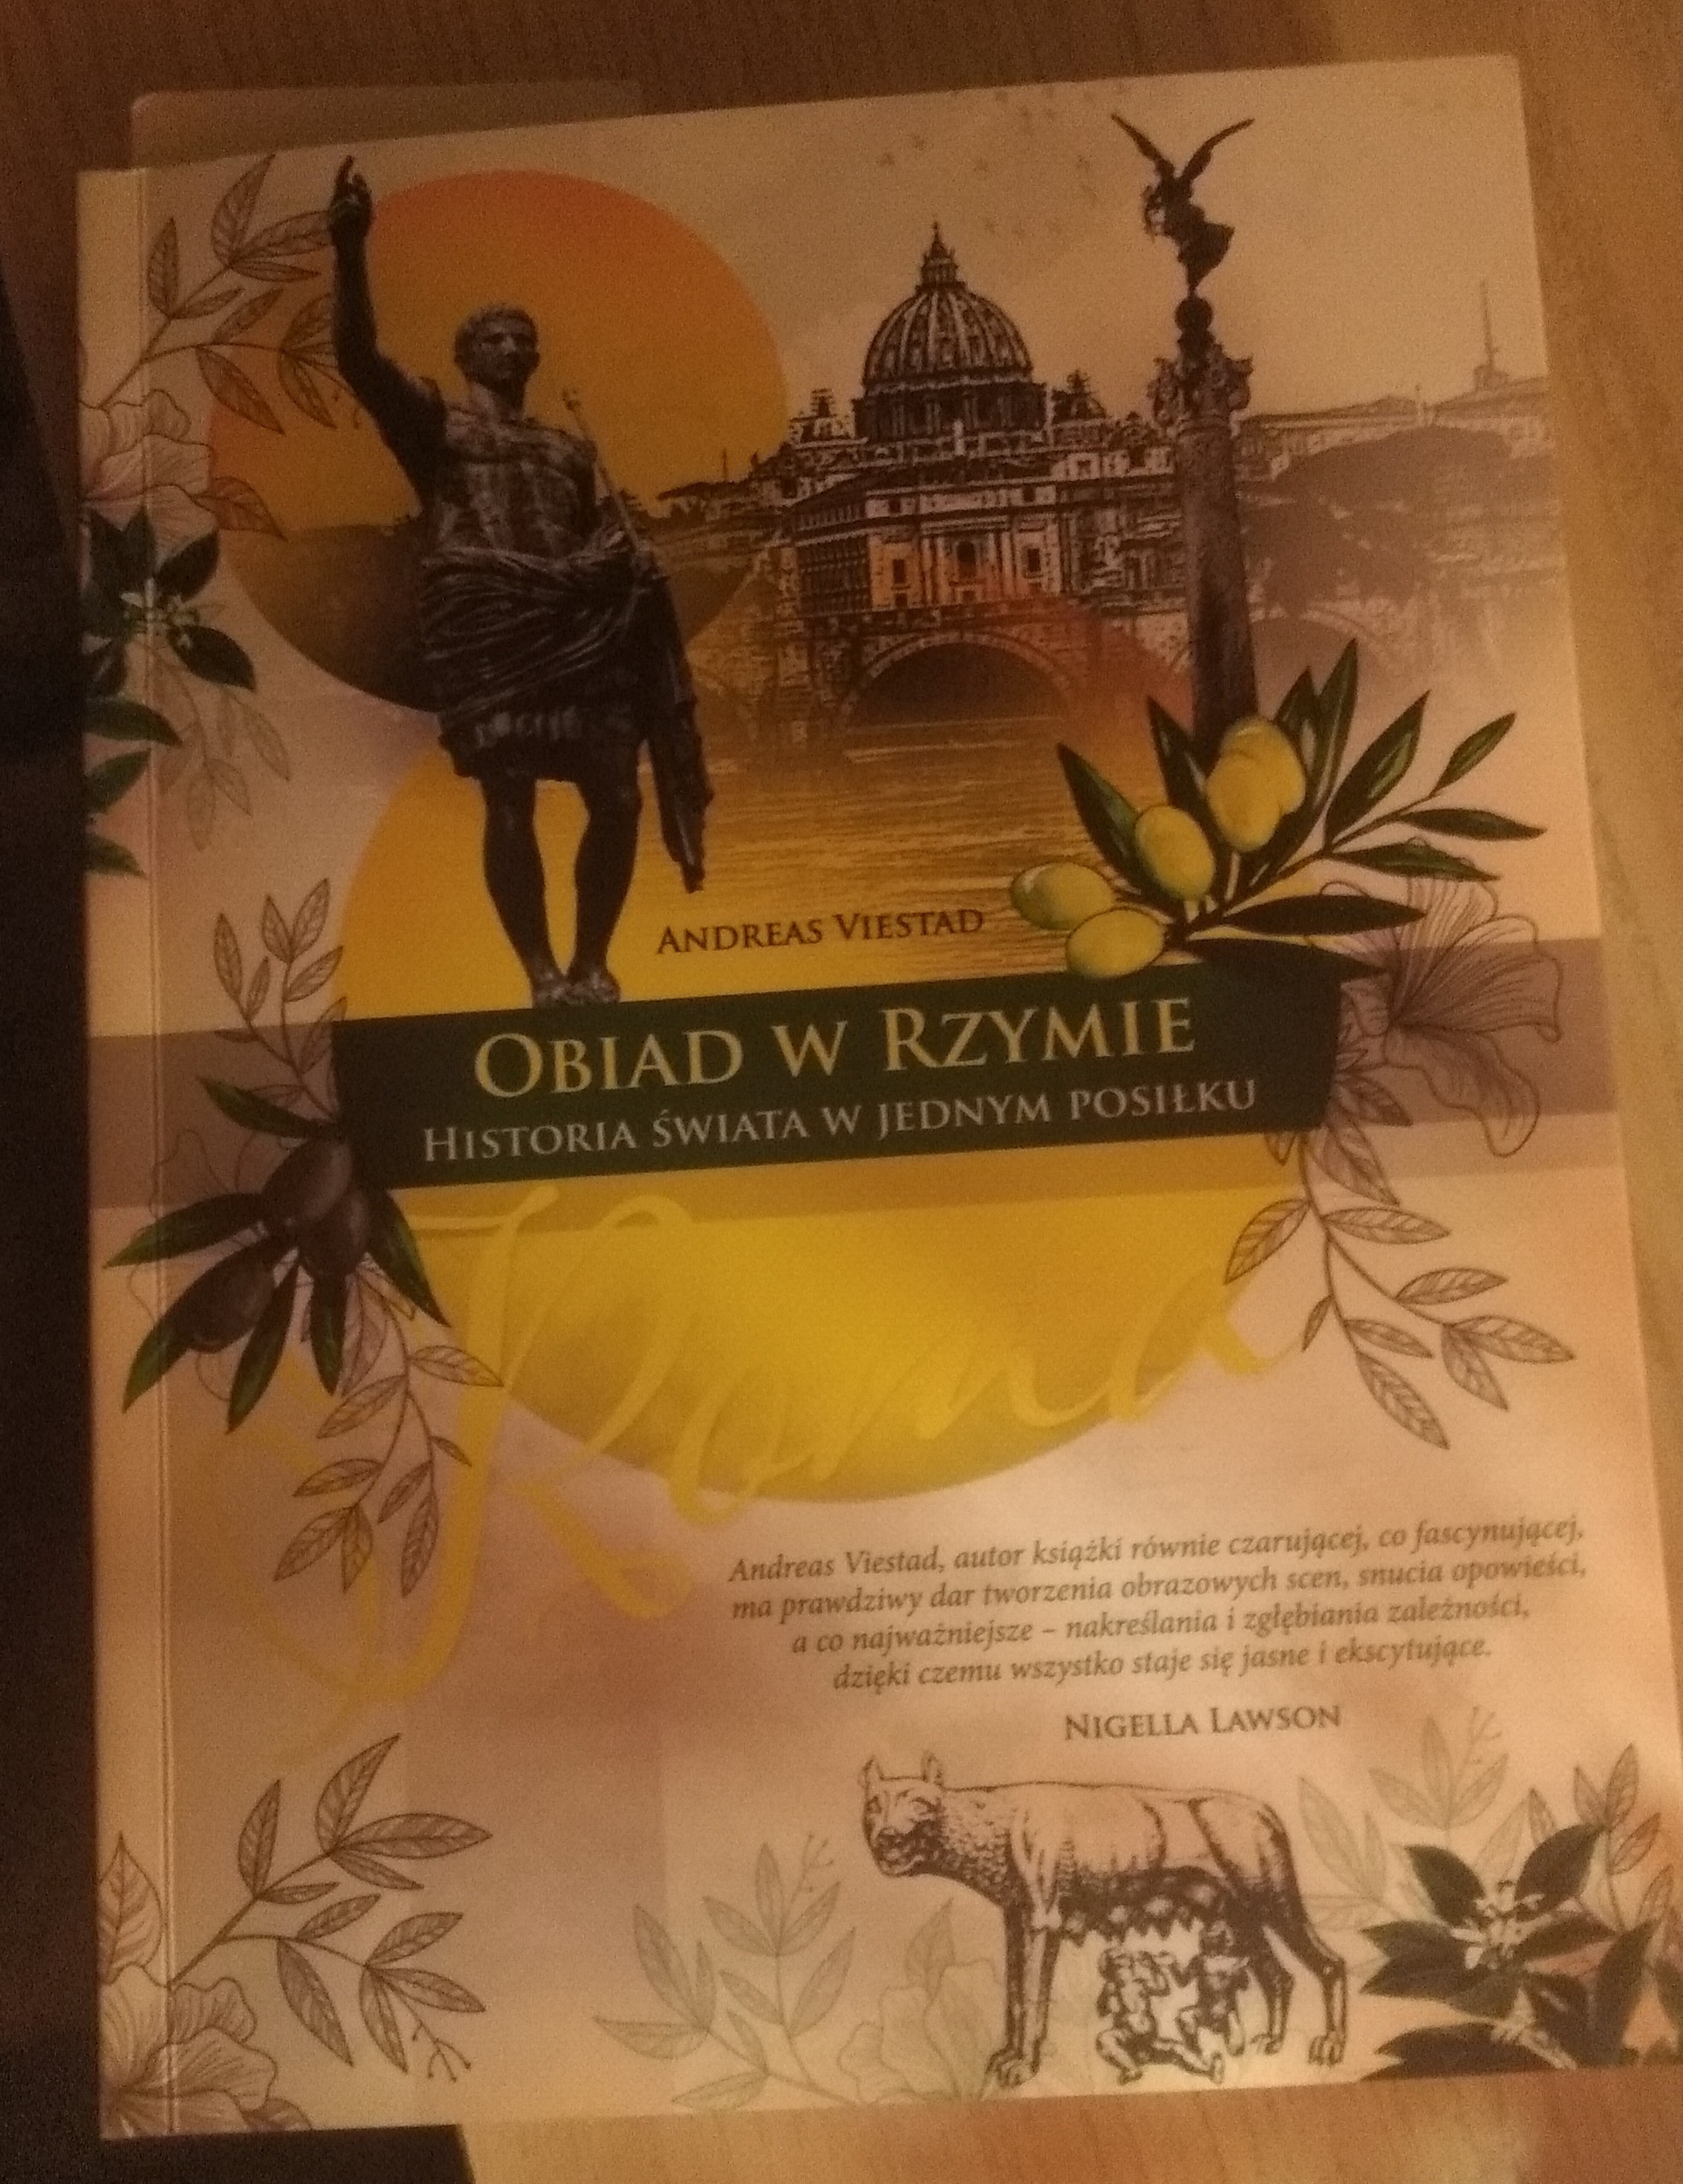 Andreas Viestad
Obiad w Rzymie
Historia świata w jednym posiłku
Roma
Andreas Viestad, autor książki równie czarującej, co fascynującej,
ma prawdziwy dar tworzenia obrazowych scen, snucia opowieści,
a co najważniejsze – nakreślania i zgłębiania zależności,
dzięki czemu wszystko staje się jasne i ekscytujące.
Nigella Lawson